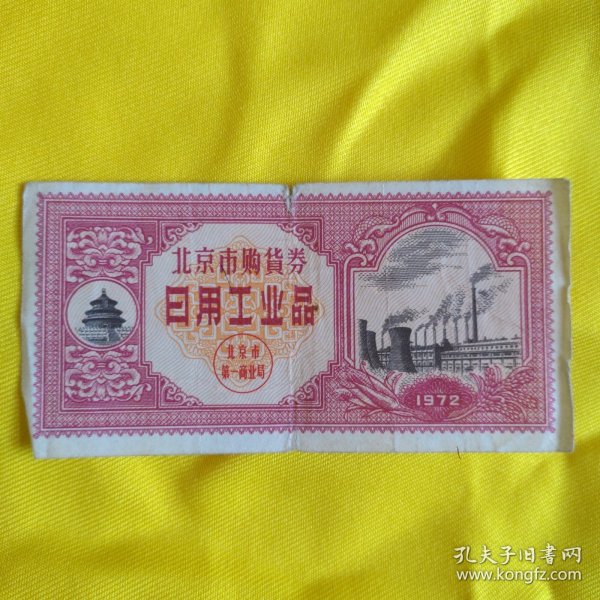 北京市购货券
日用工业品
北京市
第一商业局
1972
孔夫子旧书网
www.kongfz.com